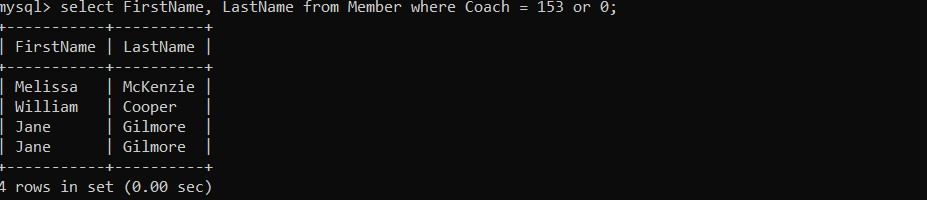 mysql> select FirstName, LastName from Member where Coach = 153 or 0;
+-----------+----------+
| FirstName | LastName |
+-----------+----------+
| Melissa   | McKenzie |
| William   | Cooper   |
| Jane      | Gilmore  |
| Jane      | Gilmore  |
+-----------+----------+
4 rows in set (0.00 sec)